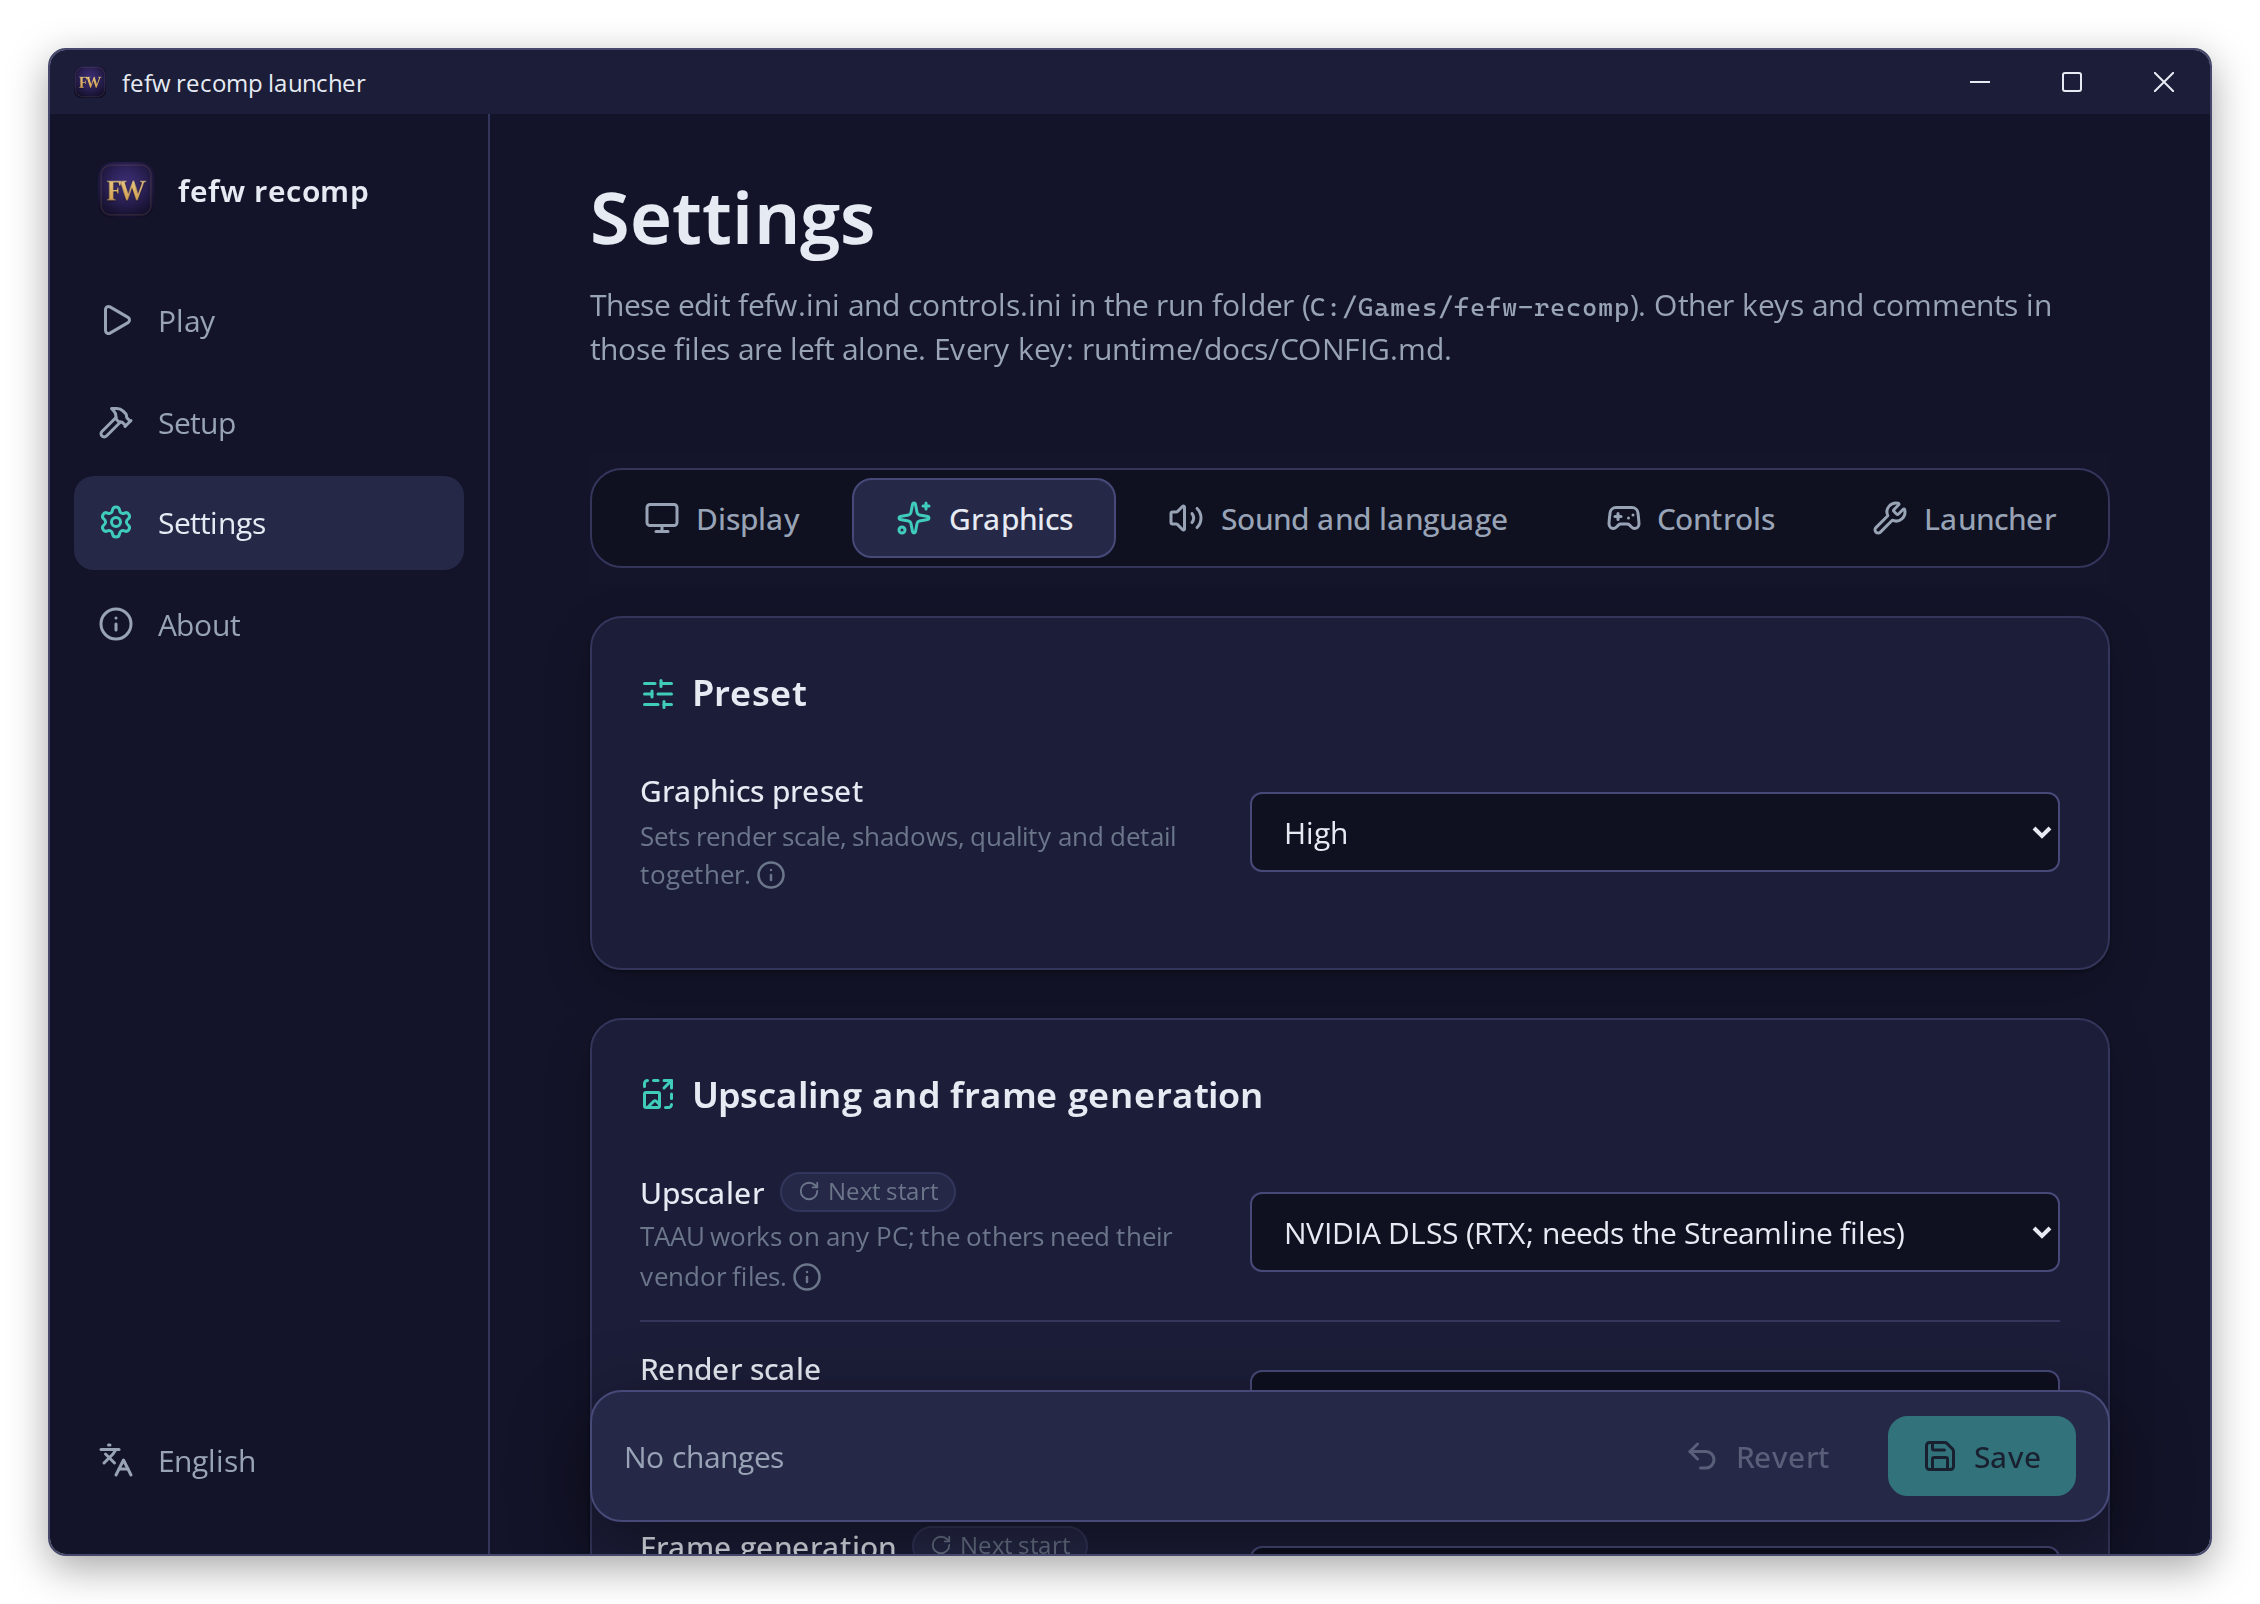 FW fefw recomp launcher
FW fefw recomp
Play
Setup
Settings
About
English
Settings
These edit fefw.ini and controls.ini in the run folder (C:/Games/fefw-recomp). Other keys and comments in
those files are left alone. Every key: runtime/docs/CONFIG.md.
Display Graphics Sound and language Controls Launcher
Preset
Graphics preset
Sets render scale, shadows, quality and detail
together.
High
Upscaling and frame generation
Upscaler Next start
TAAU works on any PC; the others need their
vendor files.
NVIDIA DLSS (RTX; needs the Streamline files)
Render scale
No changes Revert Save
Frame generation Next start